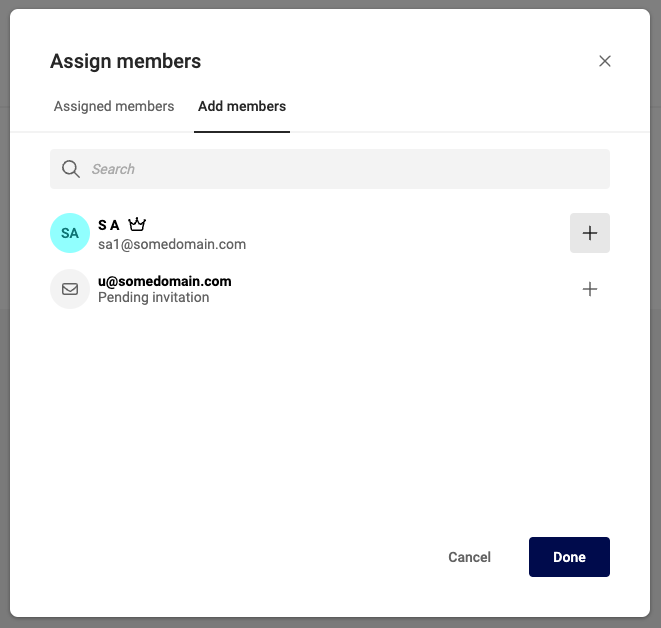 Assign members
Assigned members Add members
Search
SA S A
sa1@somedomain.com
u@somedomain.com
Pending invitation
Cancel Done